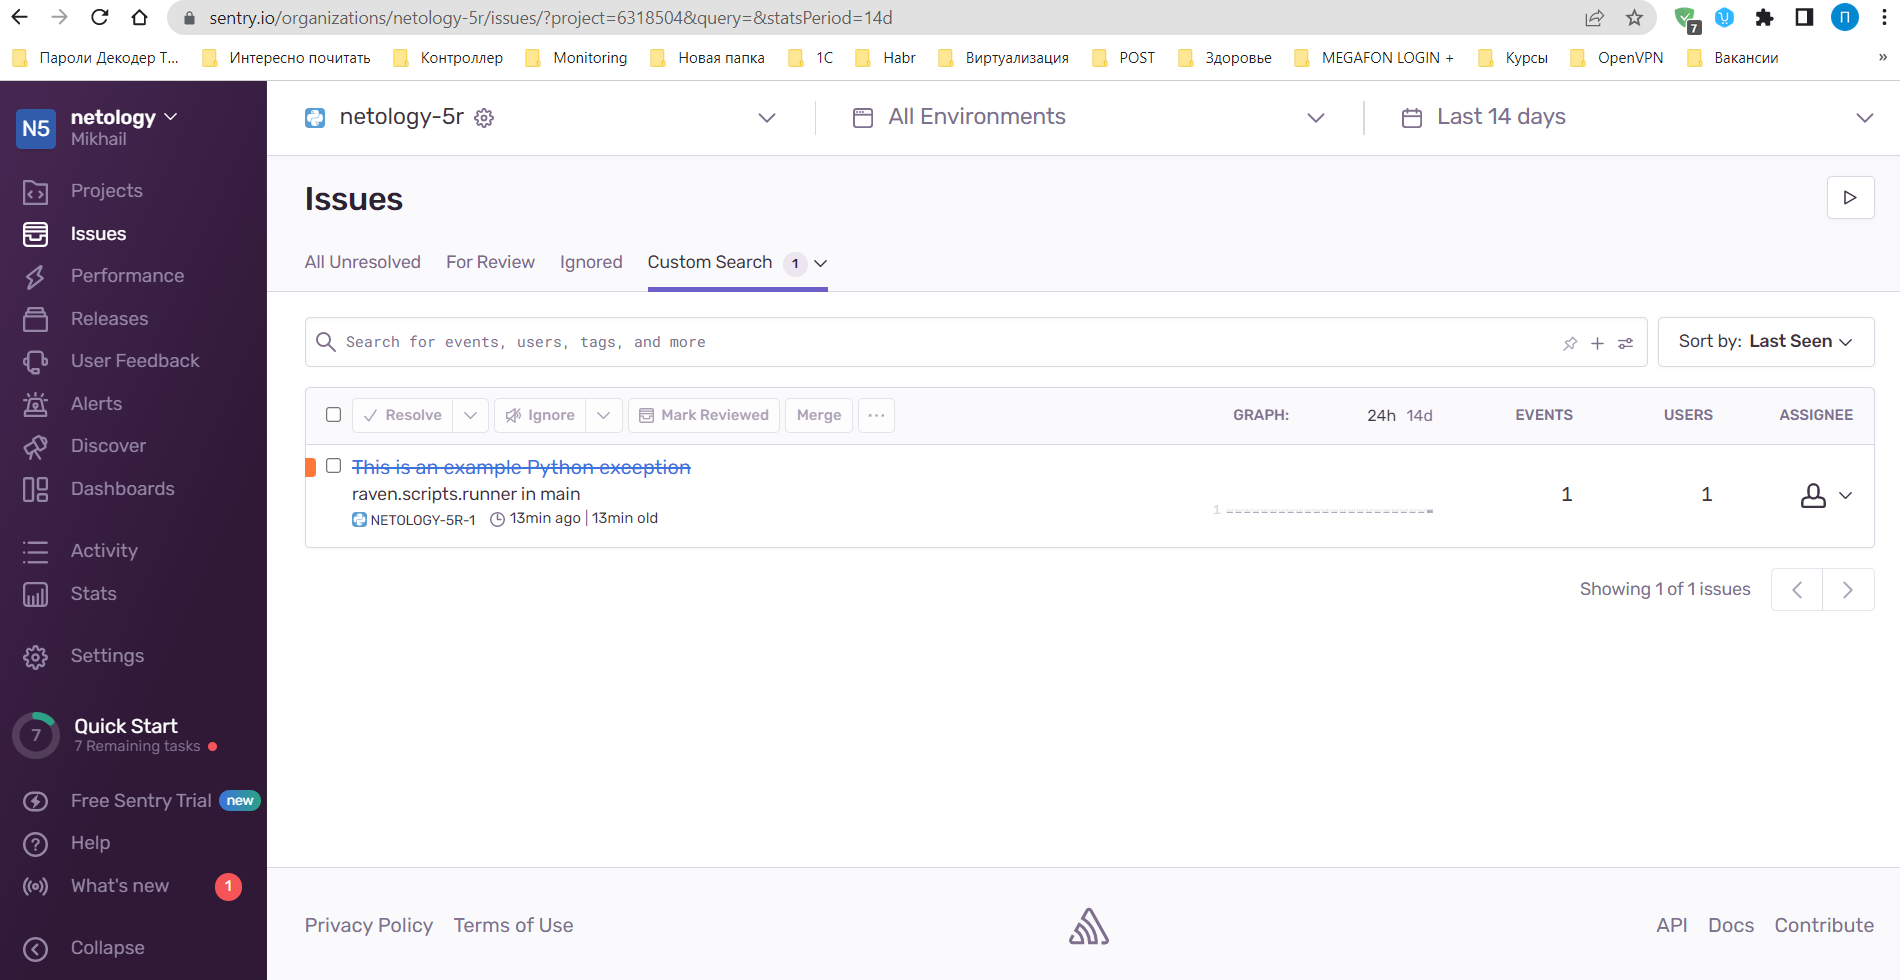 sentry.io/organizations/netology-5r/issues/?project=6318504&query=&statsPeriod=14d
7
П
Пароли Декодер Т... Интересно почитать Контроллер Monitoring Новая папка 1С Habr Виртуализация POST Здоровье MEGAFON LOGIN + Курсы OpenVPN Вакансии »
N5
netology
Mikhail
Projects
Issues
Performance
Releases
User Feedback
Alerts
Discover
Dashboards
Activity
Stats
Settings
7
Quick Start
7 Remaining tasks
Free Sentry Trial new
Help
What's new 1
Collapse
netology-5r All Environments Last 14 days
Issues
All Unresolved For Review Ignored Custom Search 1
Search for events, users, tags, and more
Sort by: Last Seen
Resolve Ignore Mark Reviewed Merge ... GRAPH: 24h 14d EVENTS USERS ASSIGNEE
This is an example Python exception
raven.scripts.runner in main
NETOLOGY-5R-1 13min ago | 13min old
1
1 1
Showing 1 of 1 issues
Privacy Policy Terms of Use API Docs Contribute